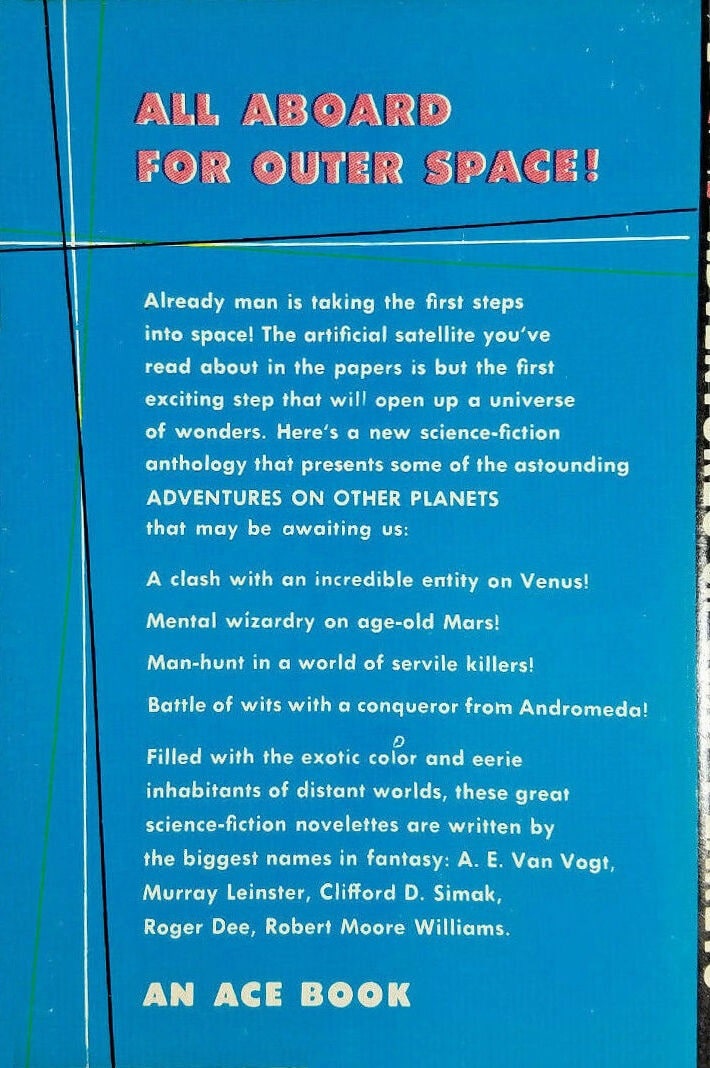 ALL ABOARD
FOR OUTER SPACE!
Already man is taking the first steps
into space! The artificial satellite you've
read about in the papers is but the first
exciting step that will open up a universe
of wonders. Here's a new science-fiction
anthology that presents some of the astounding
ADVENTURES ON OTHER PLANETS
that may be awaiting us:
A clash with an incredible entity on Venus!
Mental wizardry on age-old Mars!
Man-hunt in a world of servile killers!
Battle of wits with a conqueror from Andromeda!
Filled with the exotic color and eerie
inhabitants of distant worlds, these great
science-fiction novelettes are written by
the biggest names in fantasy: A. E. Van Vogt,
Murray Leinster, Clifford D. Simak,
Roger Dee, Robert Moore Williams.
AN ACE BOOK